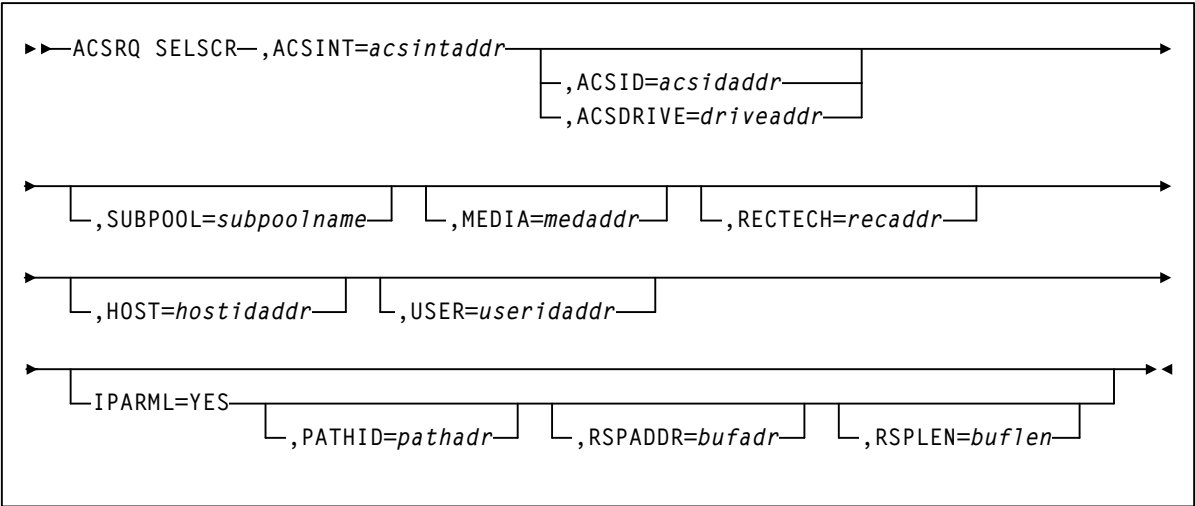 ACSRQ SELSCR ,ACSINT=acsintaddr
,ACSID=acsidaddr
,ACSDRIVE=driveaddr
,SUBPOOL=subpoolname ,MEDIA=medaddr ,RECTECH=recaddr
,HOST=hostidaddr ,USER=useridaddr
IPARML=YES
,PATHID=pathadr ,RSPADDR=bufadr ,RSPLEN=buflen